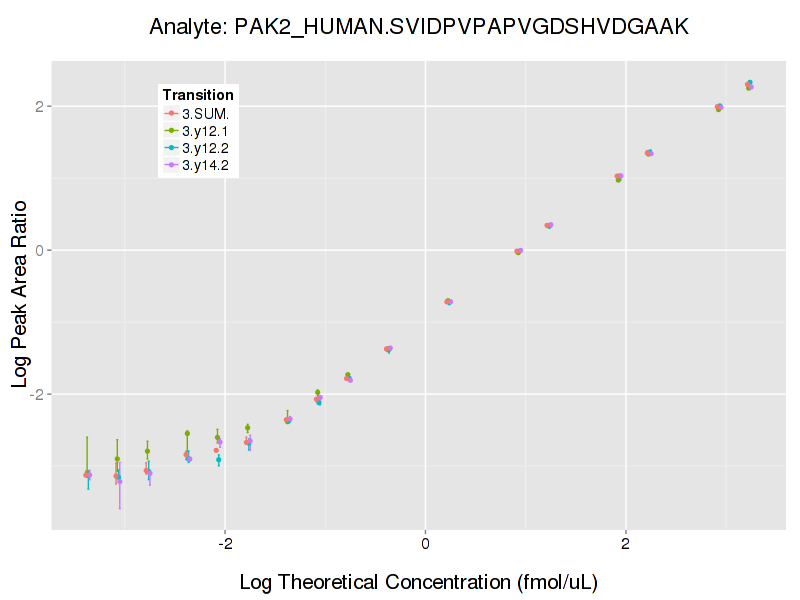 Analyte: PAK2_HUMAN.SVIDPVPAPVGDSHVDGAAK
Transition
3.SUM.
3.y12.1
3.y12.2
3.y14.2
Log Peak Area Ratio
2
0
-2
-2
0
2
Log Theoretical Concentration (fmol/uL)